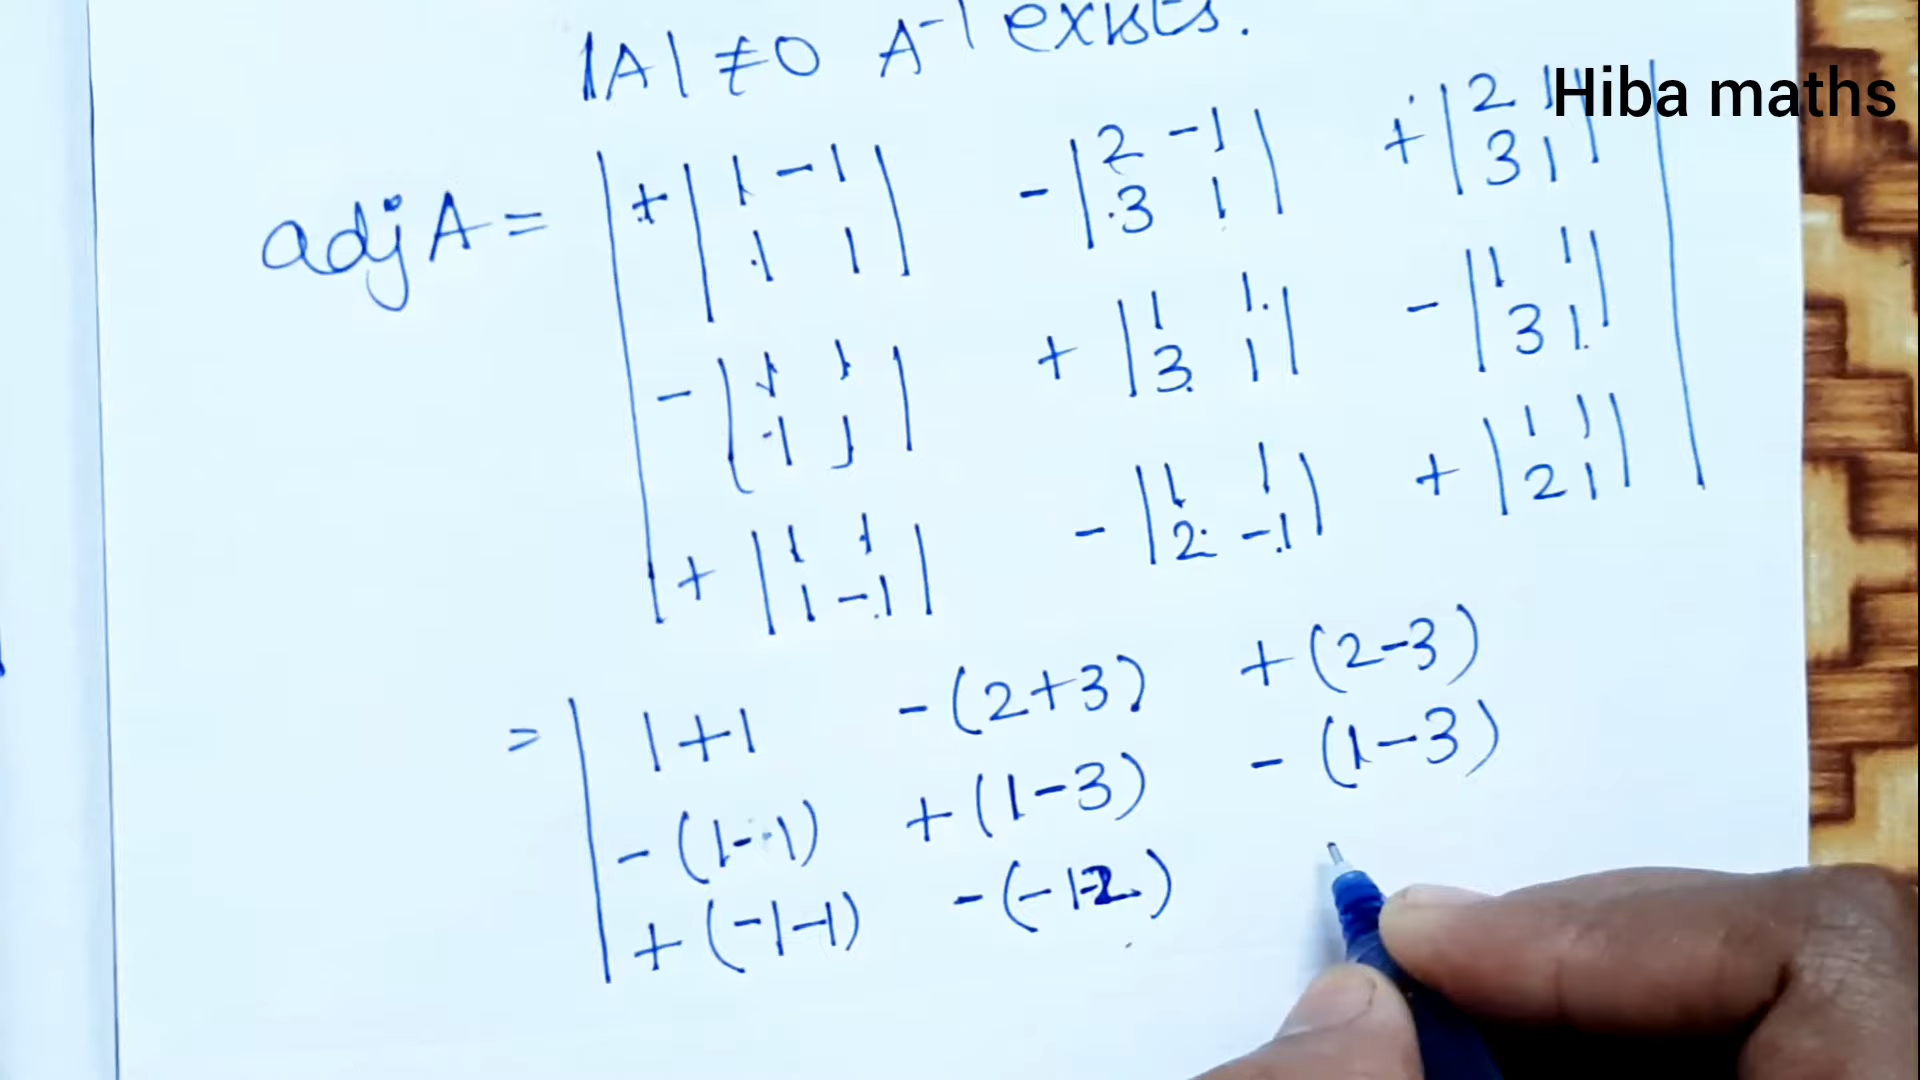 |A| ≠ 0 A⁻¹ exists.
Hiba maths
adj A = | +| 1 -1 | -| 2 -1 | +| 2 1 | |
| 1 1 | | 3 1 | | 3 1 |
-| 1 1 | +| 1 1 | -| 1 1 |
| 1 1 | | 3 1 | | 3 1 |
+| 1 1 | -| 1 1 | +| 1 1 |
| 1 -1 | | 2 -1 | | 2 1 |
= | 1+1 -(2+3) +(2-3)
-(1-1) +(1-3) -(1-3)
+(-1-1) -(-1-2)